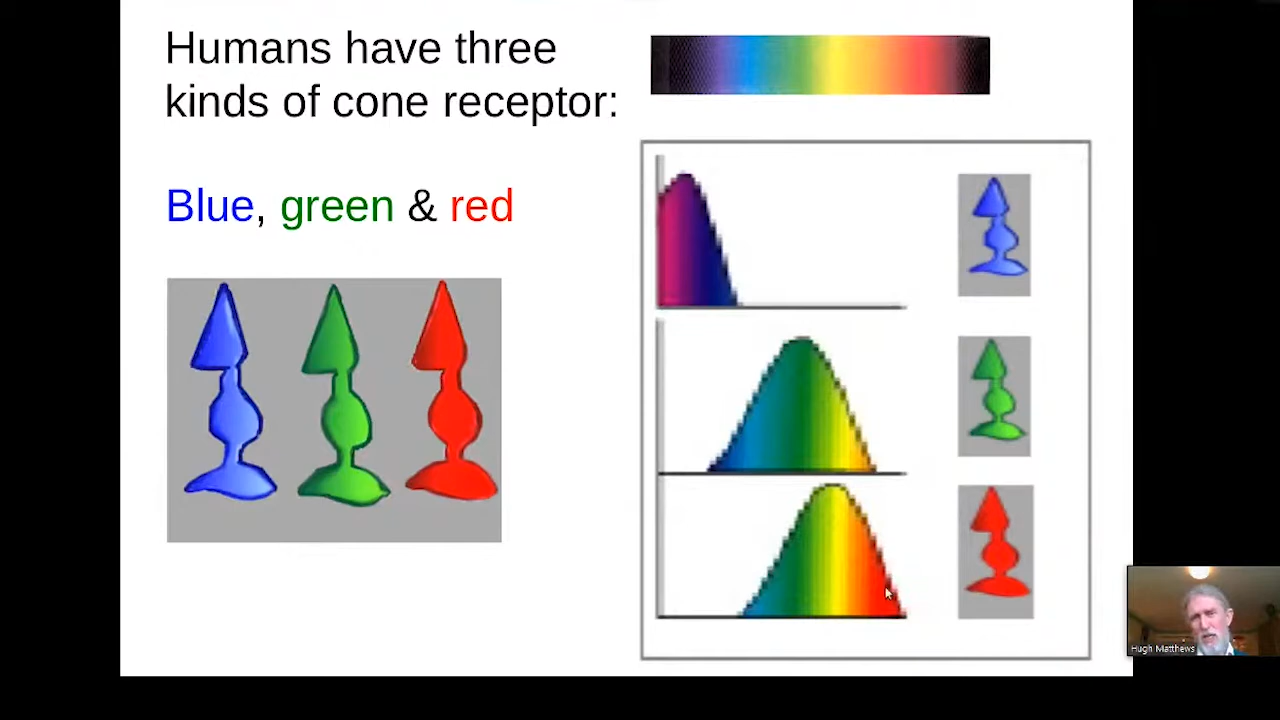 Humans have three
kinds of cone receptor:
Blue, green & red
Hugh Matthews